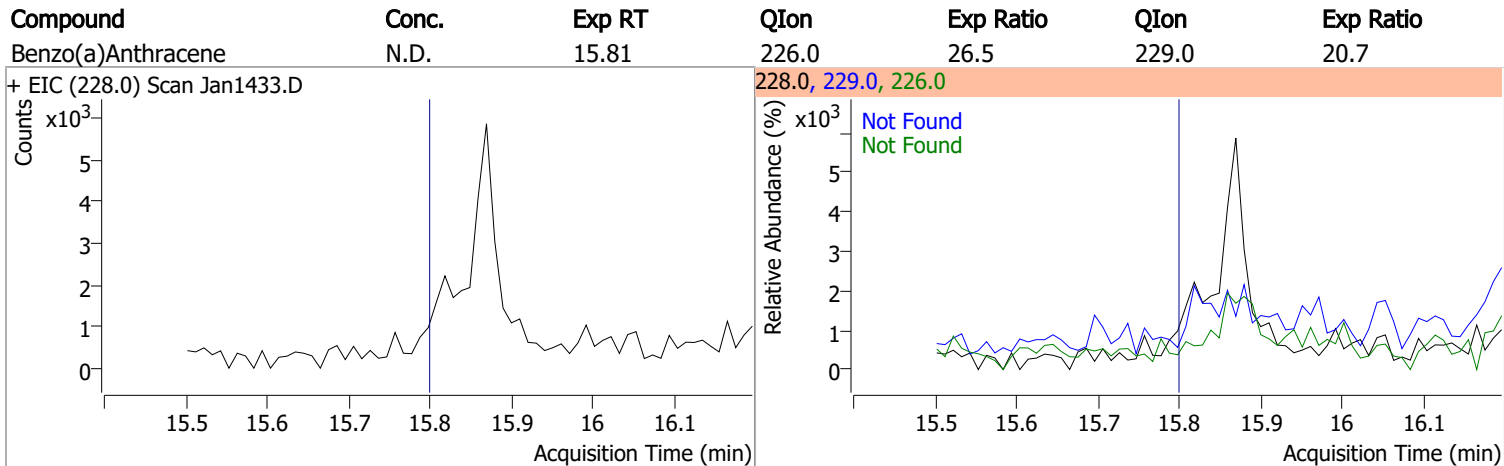 Compound Conc. Exp RT QIon Exp Ratio QIon Exp Ratio
Benzo(a)Anthracene N.D. 15.81 226.0 26.5 229.0 20.7
+ EIC (228.0) Scan Jan1433.D
Counts
x10³
5
4
3
2
1
0
15.5 15.6 15.7 15.8 15.9 16 16.1
Acquisition Time (min)
228.0, 229.0, 226.0
Relative Abundance (%)
x10³
Not Found
Not Found
5
4
3
2
1
0
15.5 15.6 15.7 15.8 15.9 16 16.1
Acquisition Time (min)